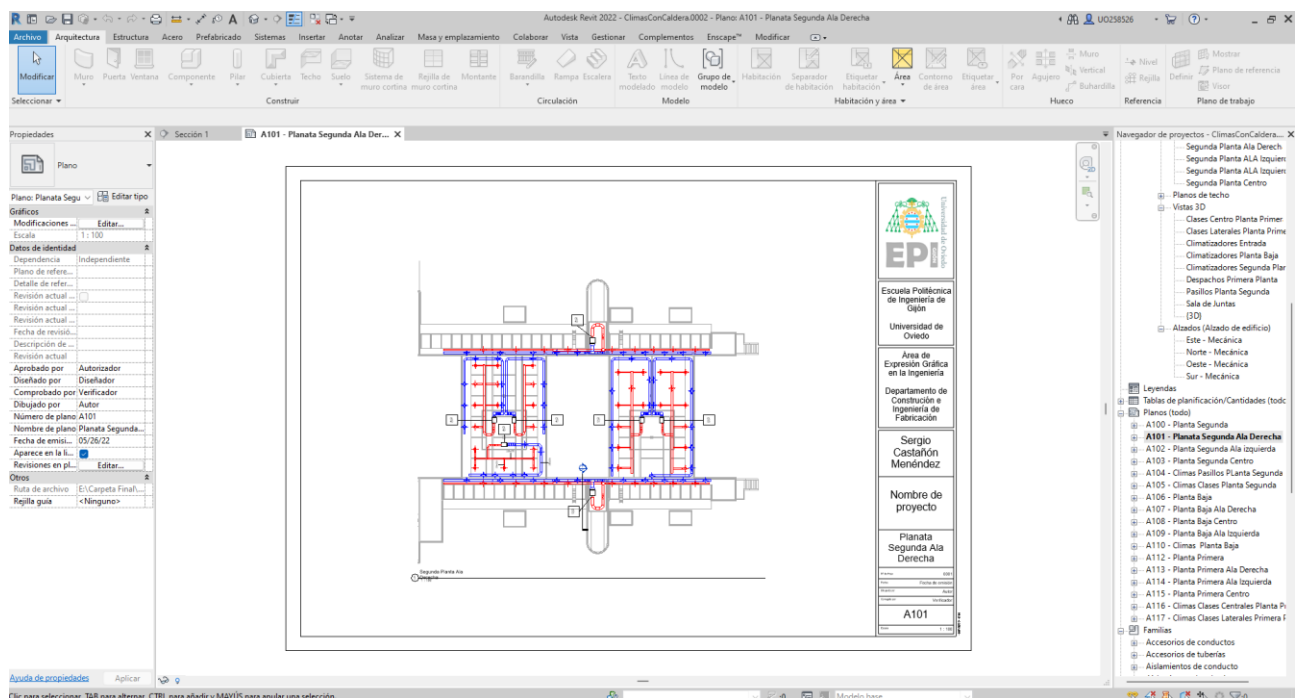 Autodesk Revit 2022 - ClimasConCaldera.0002 - Plano: A101 - Planata Segunda Ala Derecha
UO258526
Archivo Arquitectura Estructura Acero Prefabricado Sistemas Insertar Anotar Analizar Masa y emplazamiento Colaborar Vista Gestionar Complementos Enscape™ Modificar
Modificar
Muro Puerta Ventana Componente Pilar Cubierta Techo Suelo Sistema de muro cortina Rejilla de muro cortina Montante
Barandilla Rampa Escalera
Texto modelado Línea de modelo Grupo de modelo
Habitación Separador de habitación Etiquetar habitación Área Contorno de área Etiquetar área
Por cara Agujero Muro Vertical Buhardilla
Nivel Rejilla
Definir Mostrar Plano de referencia Visor
Seleccionar Construir Circulación Modelo Habitación y área Hueco Referencia Plano de trabajo
Propiedades X
Plano
Plano: Planata Segu Editar tipo
Gráficos
Modificaciones ... Editar...
Escala 1 : 100
Datos de identidad
Dependencia Independiente
Plano de refere...
Detalle de refer...
Revisión actual ...
Revisión actual ...
Revisión actual ...
Fecha de revisió...
Descripción de ...
Revisión actual
Aprobado por Autorizador
Diseñado por Diseñador
Comprobado por Verificador
Dibujado por Autor
Número de plano A101
Nombre de plano Planata Segunda...
Fecha de emisi... 05/26/22
Aparece en la li...
Revisiones en pl... Editar...
Otros
Ruta de archivo E:\Carpeta Final\...
Rejilla guía <Ninguno>
Ayuda de propiedades Aplicar
Sección 1
A101 - Planata Segunda Ala Der... X
Segunda Planta Ala
Derecha
Universidad de Oviedo
EPI
Escuela Politécnica
de Ingeniería de
Gijón
Universidad de
Oviedo
Área de
Expresión Gráfica
en la Ingeniería
Departamento de
Construcción e
Ingeniería de
Fabricación
Sergio
Castañón
Menéndez
Nombre de
proyecto
Planata
Segunda Ala
Derecha
0001
Fecha de emisión
Autor
Verificador
A101
1 : 100
Navegador de proyectos - ClimasConCaldera... X
Segunda Planta Ala Derech
Segunda Planta ALA Izquier
Segunda Planta ALA Izquier
Segunda Planta Centro
Planos de techo
Vistas 3D
Clases Centro Planta Primer
Clases Laterales Planta Prime
Climatizadores Entrada
Climatizadores Planta Baja
Climatizadores Segunda Plar
Despachos Primera Planta
Pasillos Planta Segunda
Sala de Juntas
{3D}
Alzados (Alzado de edificio)
Este - Mecánica
Norte - Mecánica
Oeste - Mecánica
Sur - Mecánica
Leyendas
Tablas de planificación/Cantidades (todc
Planos (todo)
A100 - Planta Segunda
A101 - Planata Segunda Ala Derecha
A102 - Planta Segunda Ala izquierda
A103 - Planta Segunda Centro
A104 - Climas Pasillos PLanta Segunda
A105 - Climas Clases Planta Segunda
A106 - Planta Baja
A107 - Planta Baja Ala Derecha
A108 - Planta Baja Centro
A109 - Planta Baja Ala Izquierda
A110 - Climas Planta Baja
A112 - Planta Primera
A113 - Planta Primera Ala Derecha
A114 - Planta Primera Ala Izquierda
A115 - Planta Primera Centro
A116 - Climas Clases Centrales Planta Pi
A117 - Climas Clases Laterales Primera F
Familias
Accesorios de conductos
Accesorios de tuberías
Aislamientos de conducto
Clic para seleccionar, TAB para alternar, CTRL para añadir y MAYÚS para anular una selección.
Modelo base